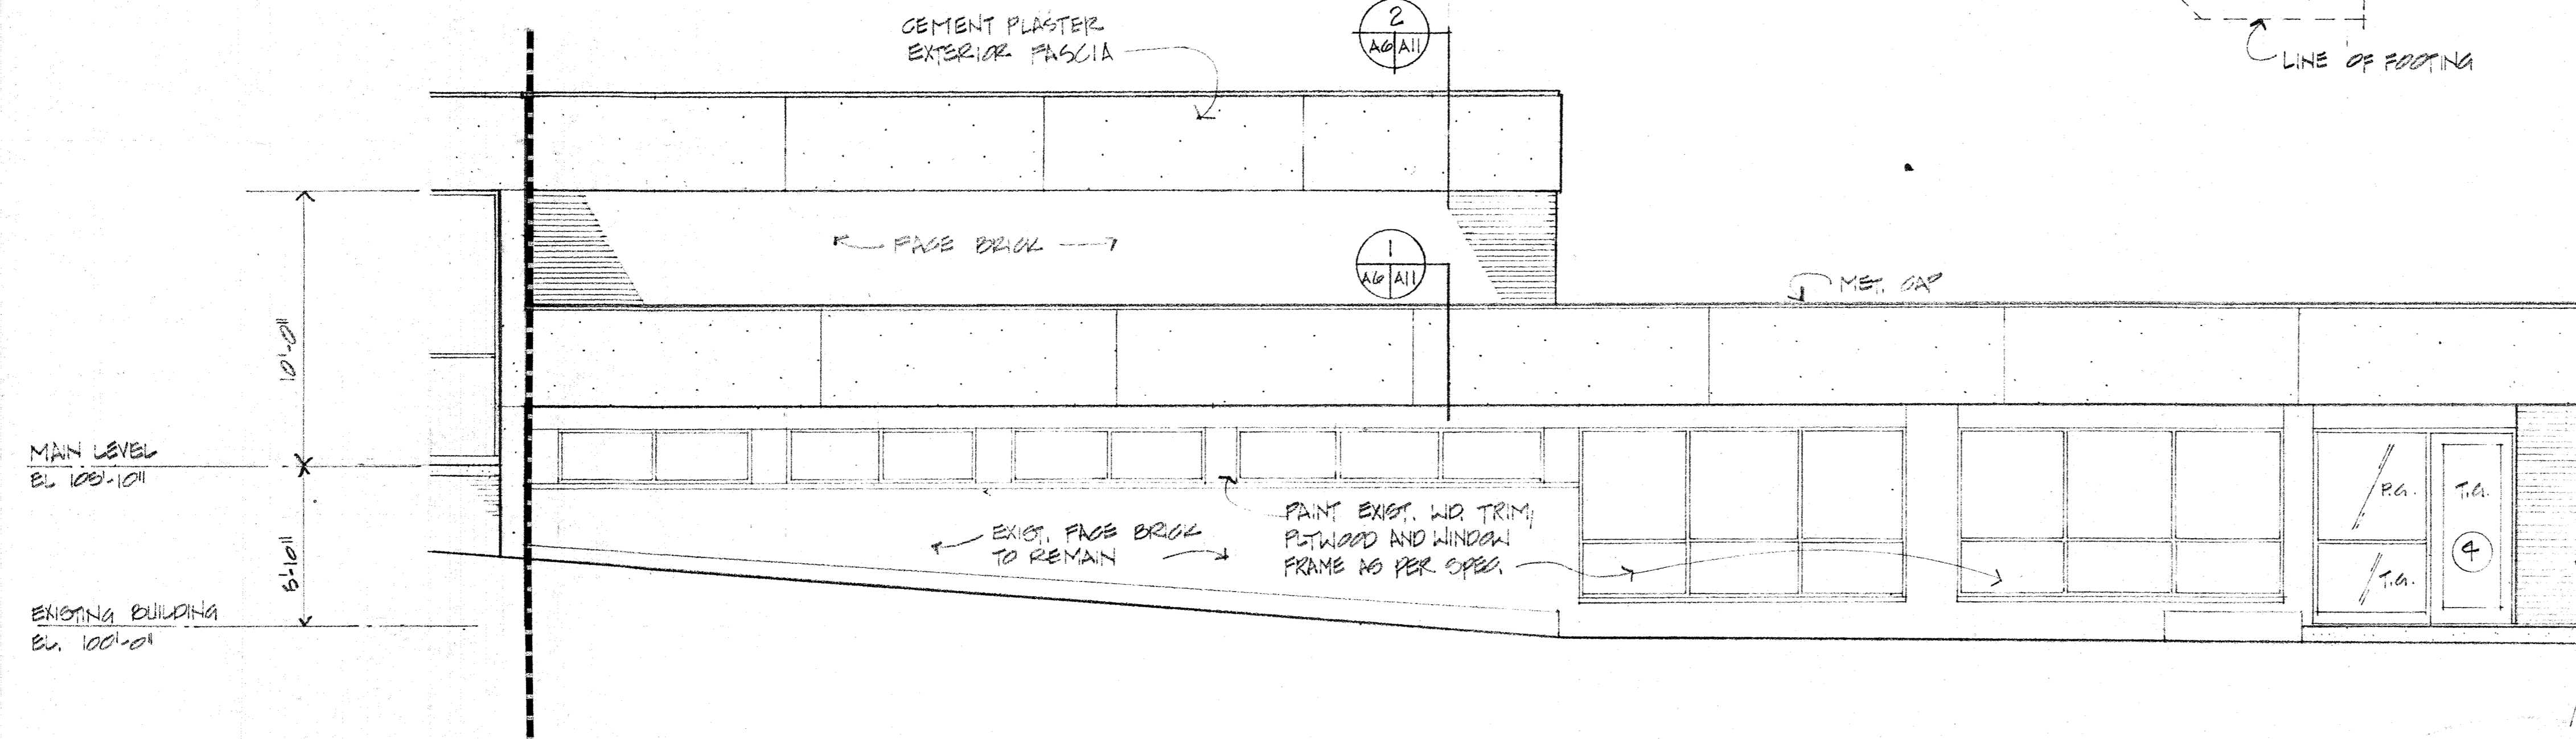 CEMENT PLASTER
EXTERIOR FASCIA
2
A6 A11
LINE OF FOOTING
FACE BRICK
1
A6 A11
MET. CAP
10'-0"
MAIN LEVEL
EL 105'-10"
5'-10"
EXISTING BUILDING
EL. 100'-0"
EXIST. FACE BRICK
TO REMAIN
PAINT EXIST. WD. TRIM,
PLYWOOD AND WINDOW
FRAME AS PER SPEC.
P.G.
T.G.
4
T.G.